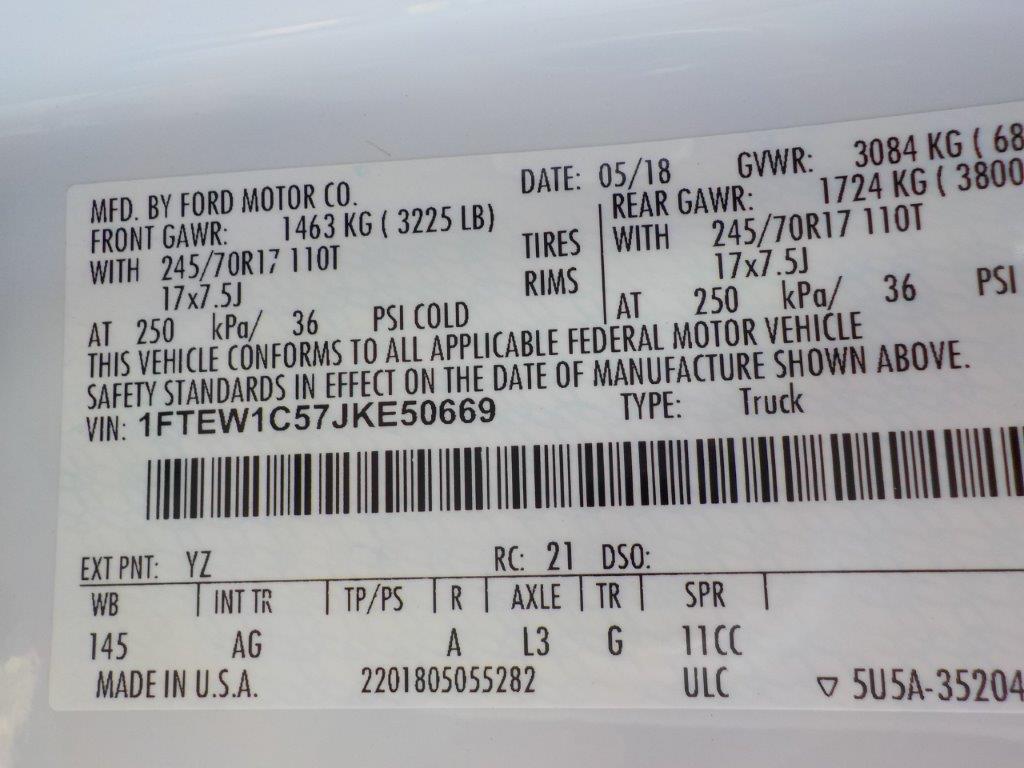 MFD. BY FORD MOTOR CO. DATE: 05/18 GVWR: 3084 KG ( 68
FRONT GAWR: 1463 KG ( 3225 LB) REAR GAWR: 1724 KG ( 3800
WITH 245/70R17 110T TIRES WITH 245/70R17 110T
17x7.5J RIMS 17x7.5J
AT 250 kPa/ 36 PSI COLD AT 250 kPa/ 36 PSI
THIS VEHICLE CONFORMS TO ALL APPLICABLE FEDERAL MOTOR VEHICLE
SAFETY STANDARDS IN EFFECT ON THE DATE OF MANUFACTURE SHOWN ABOVE.
VIN: 1FTEW1C57JKE50669 TYPE: Truck
EXT PNT: YZ RC: 21 DSO:
WB | INT TR | TP/PS | R | AXLE | TR | SPR |
145 AG A L3 G 11CC
MADE IN U.S.A. 2201805055282 ULC ▽ 5U5A-35204